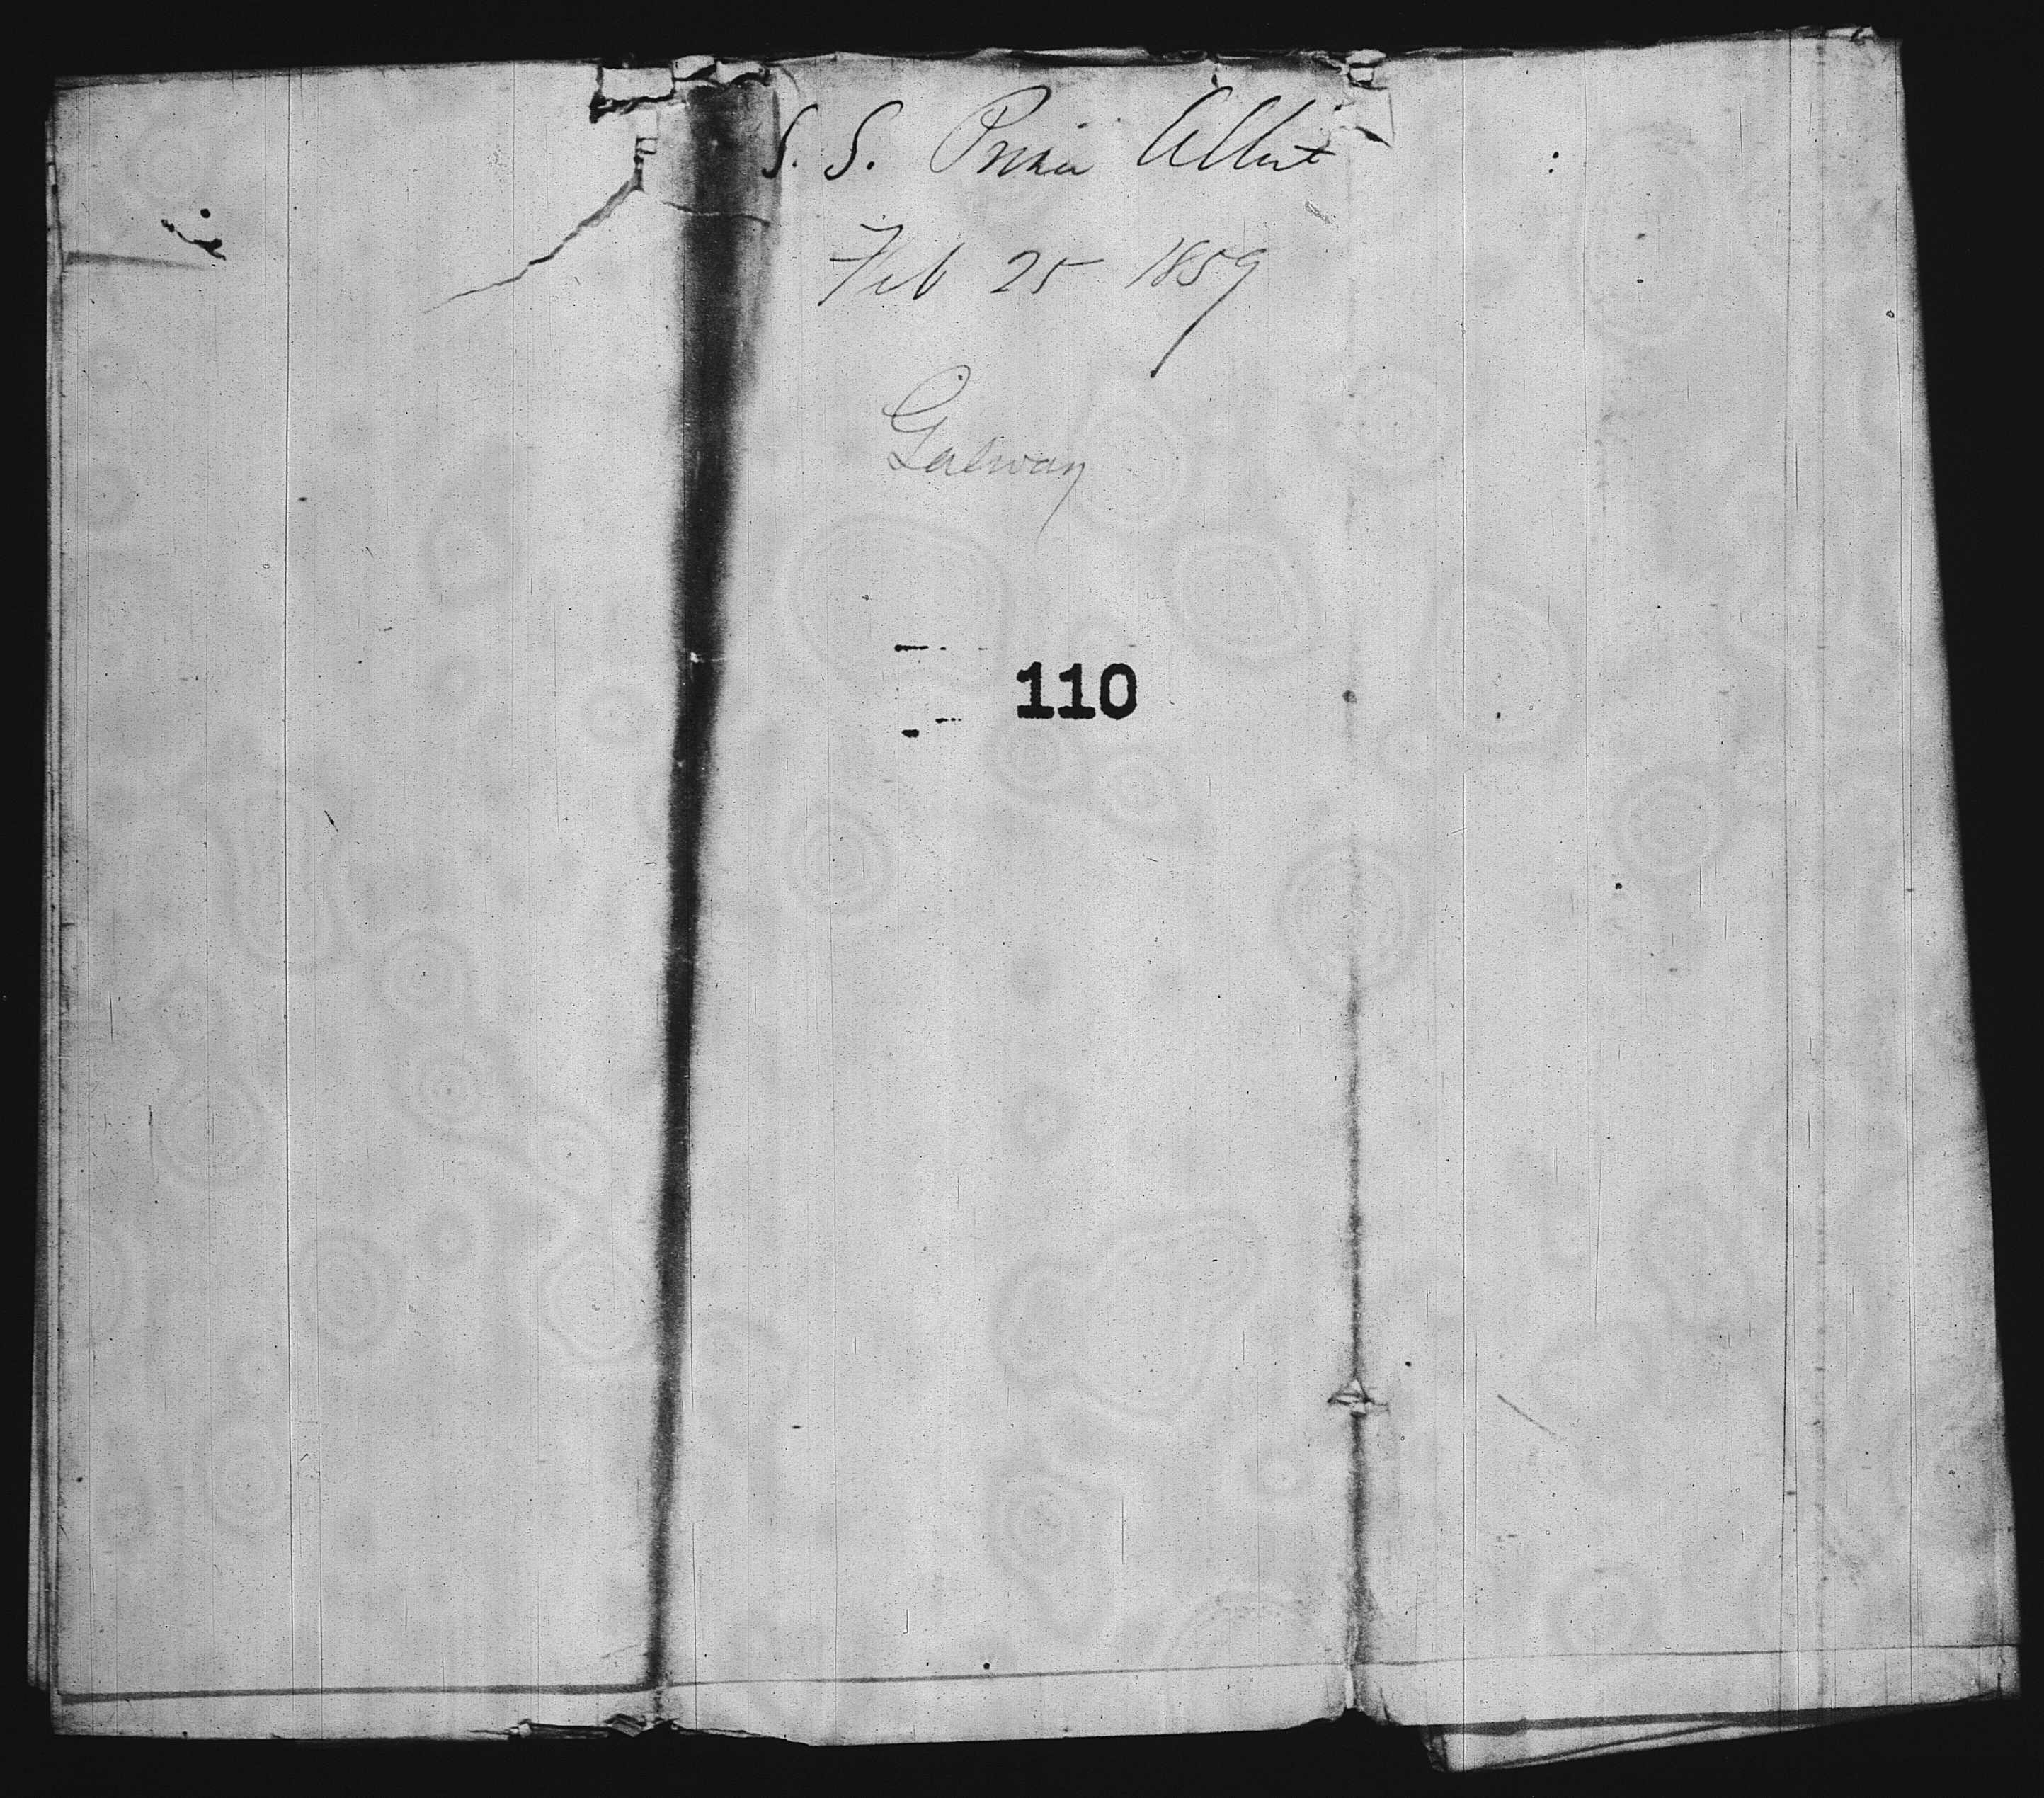 S. S. Prince Albert
Feb 25 1859
Galway
110